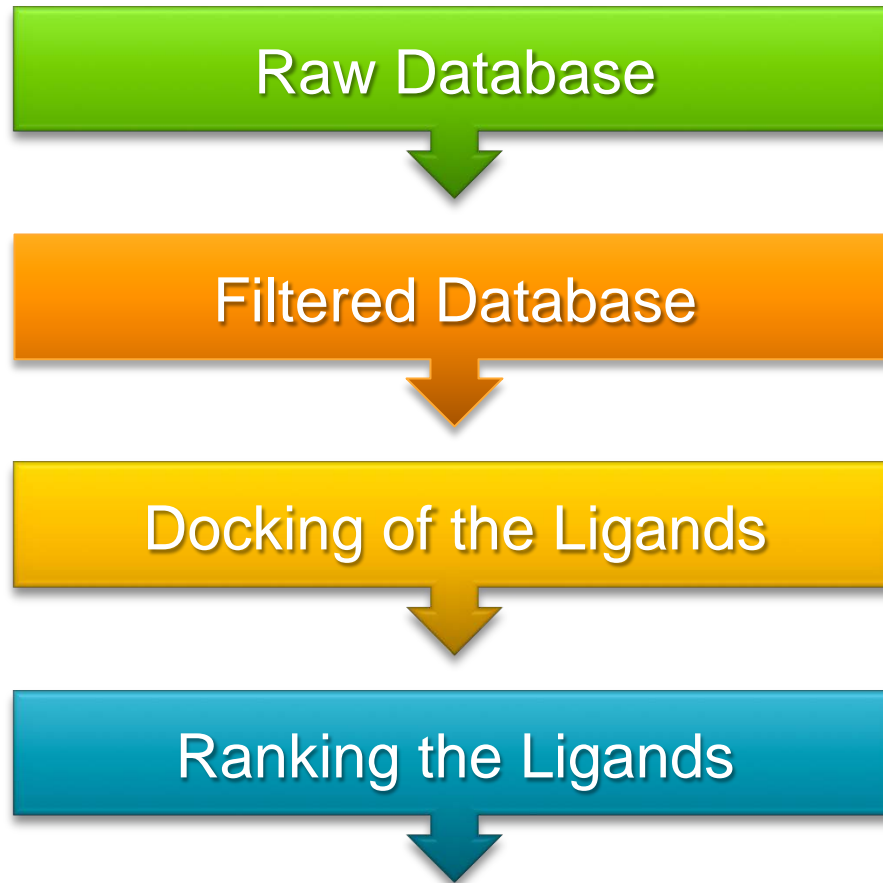 Raw Database
Filtered Database
Docking of the Ligands
Ranking the Ligands